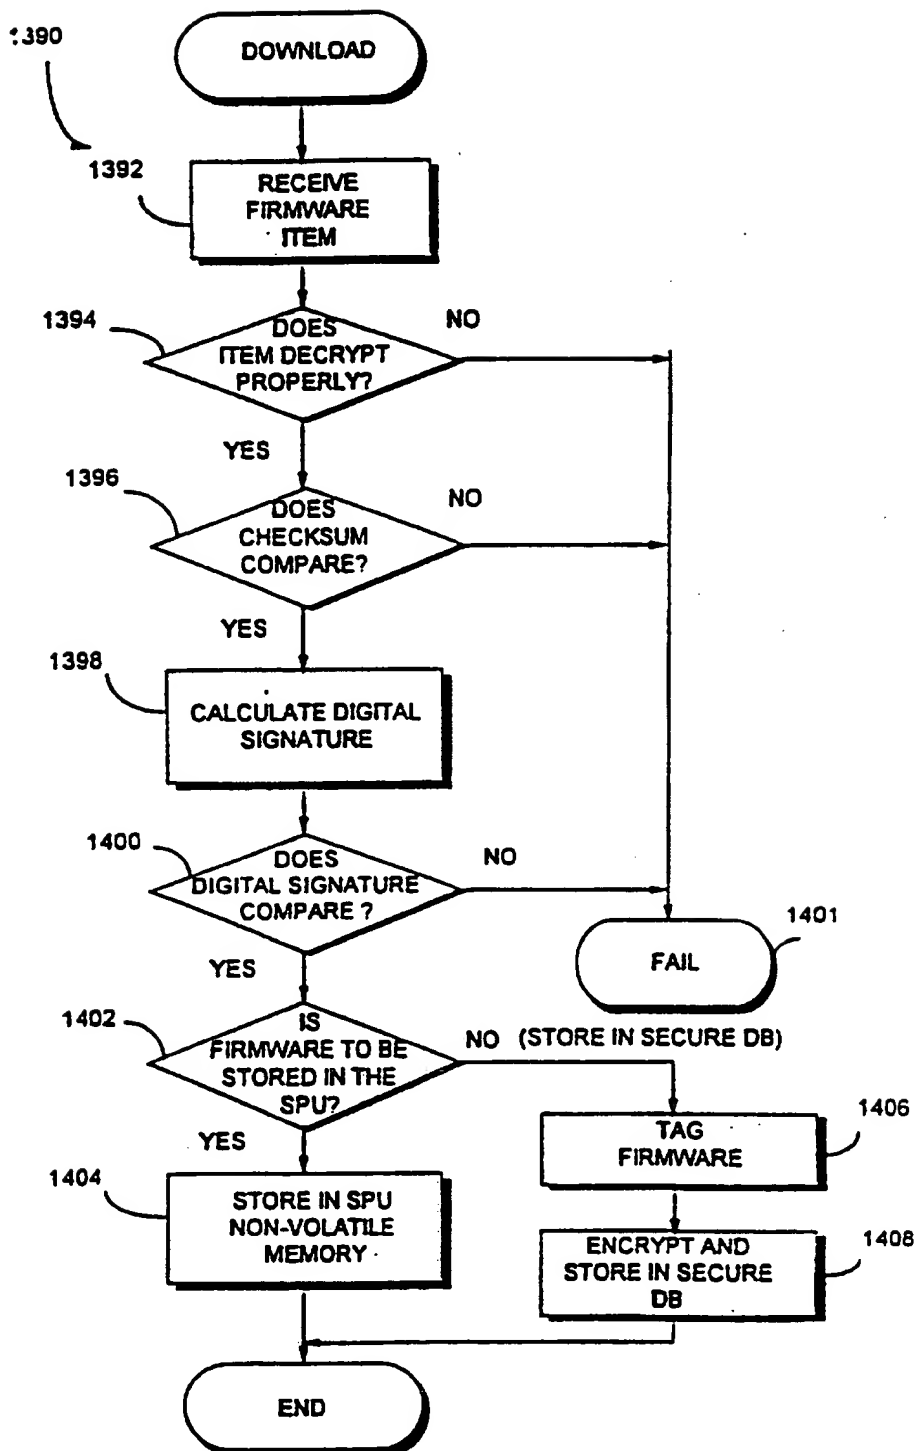 1390
DOWNLOAD
1392
RECEIVE
FIRMWARE
ITEM
1394
DOES
ITEM DECRYPT
PROPERLY?
NO
YES
1396
DOES
CHECKSUM
COMPARE?
NO
YES
1398
CALCULATE DIGITAL
SIGNATURE
1400
DOES
DIGITAL SIGNATURE
COMPARE ?
NO
1401
FAIL
YES
1402
IS
FIRMWARE TO BE
STORED IN THE
SPU?
NO (STORE IN SECURE DB)
YES
1406
TAG
FIRMWARE
1404
STORE IN SPU
NON-VOLATILE
MEMORY
1408
ENCRYPT AND
STORE IN SECURE
DB
END